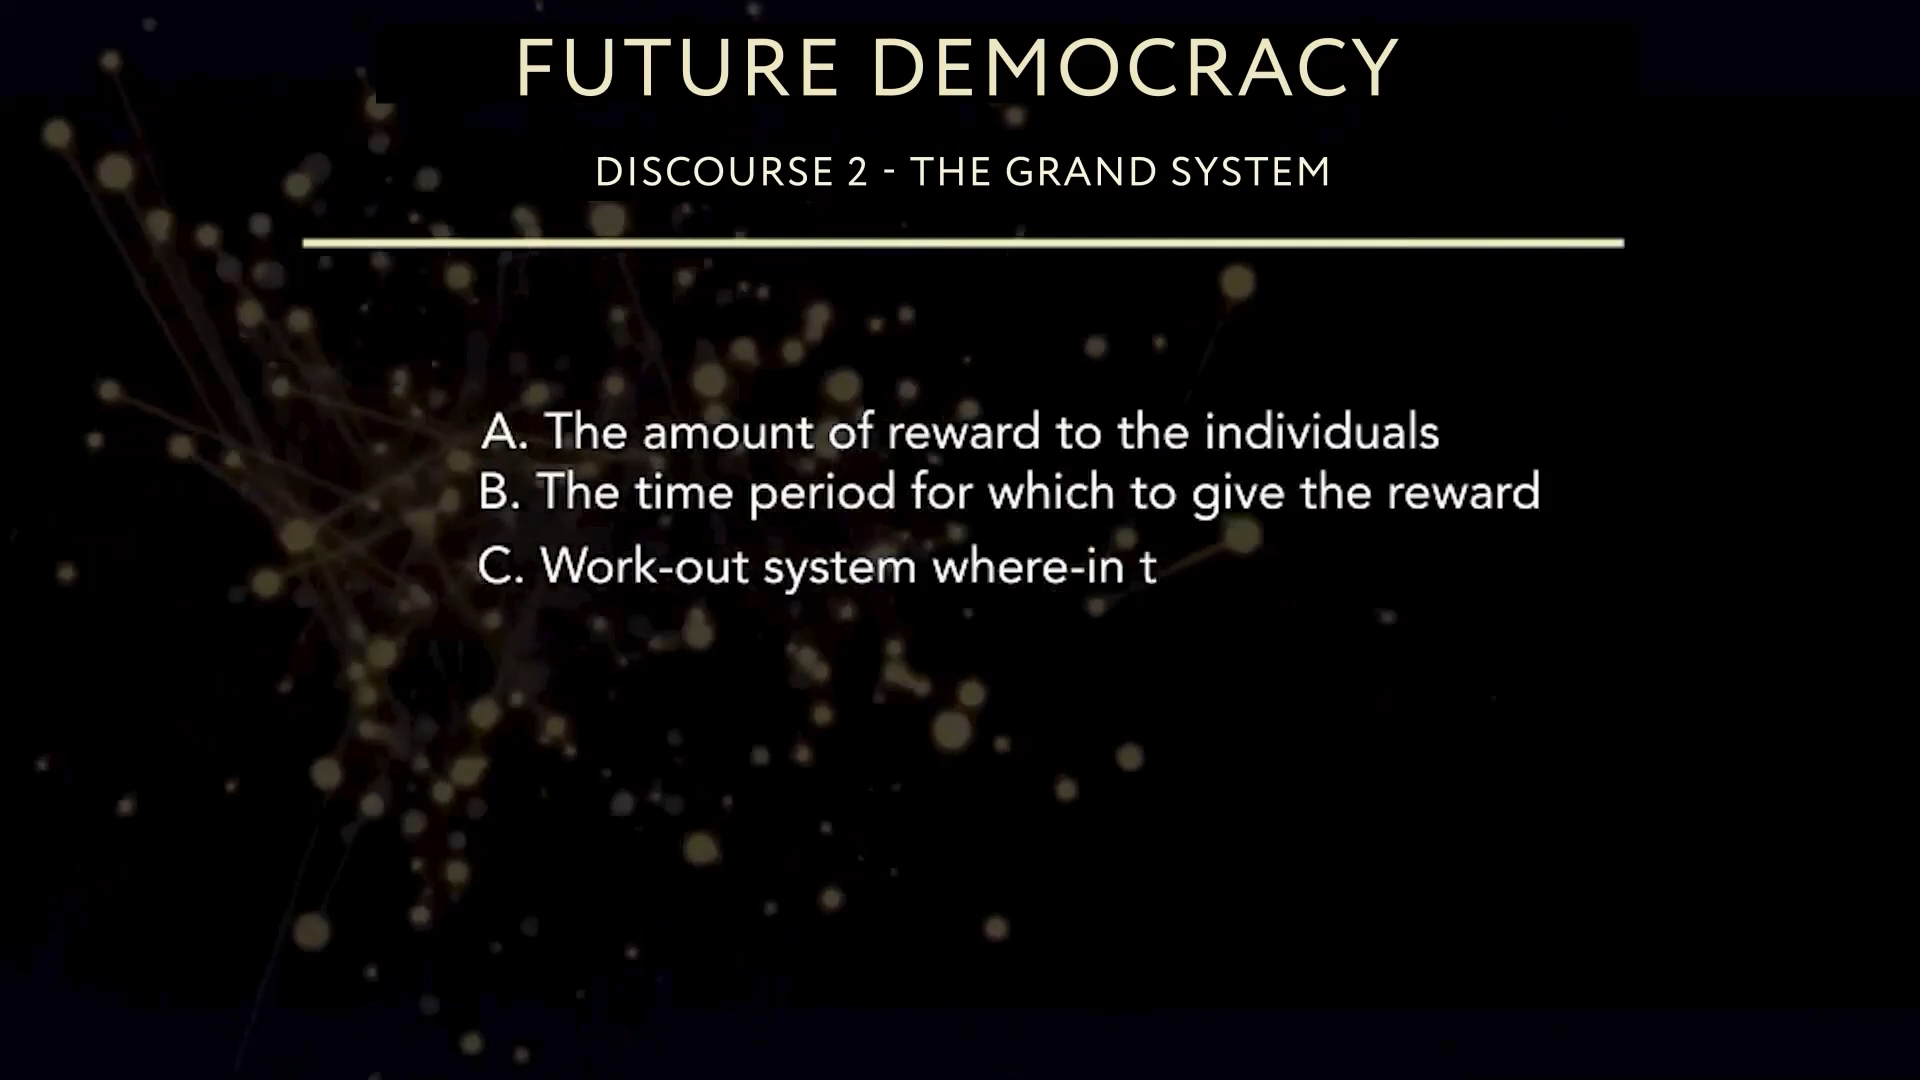 FUTURE DEMOCRACY
DISCOURSE 2 - THE GRAND SYSTEM
A. The amount of reward to the individuals
B. The time period for which to give the reward
C. Work-out system where-in t